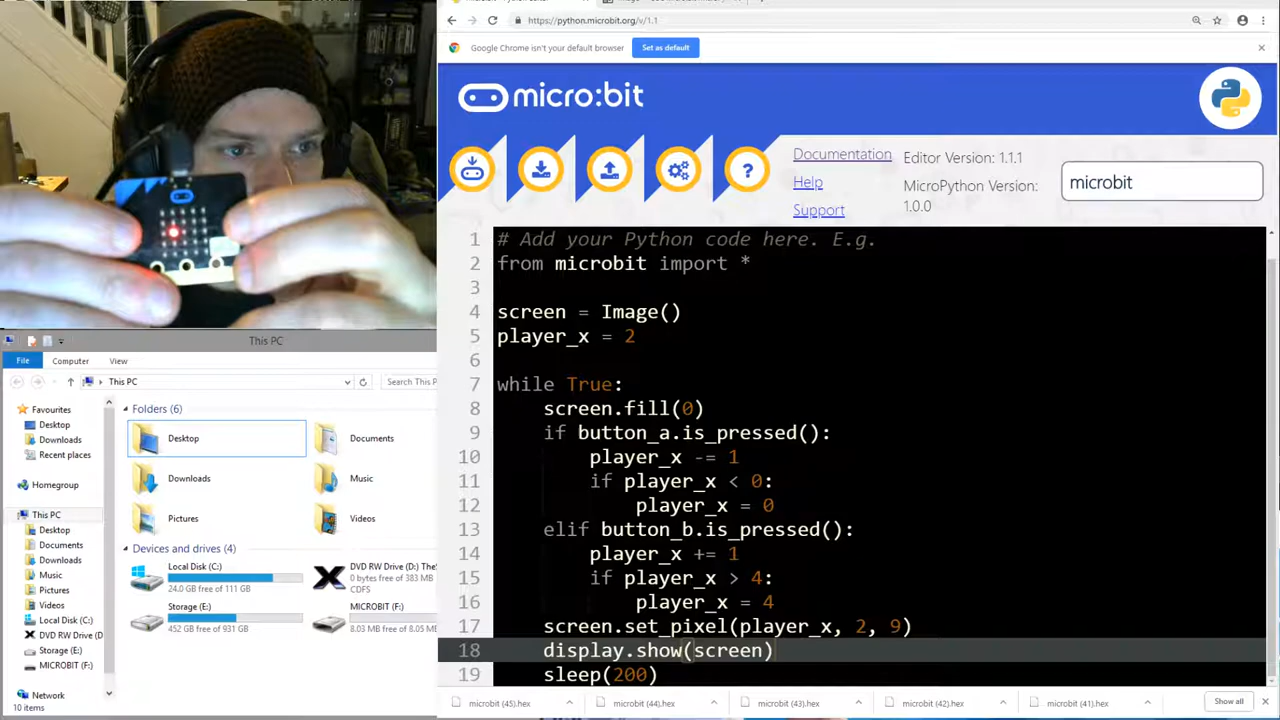 https://python.microbit.org/v/1.1
Google Chrome isn't your default browser
Set as default
micro:bit
?
Documentation
Help
Support
Editor Version: 1.1.1
MicroPython Version:
1.0.0
microbit
1 # Add your Python code here. E.g.
2 from microbit import *
3
4 screen = Image()
5 player_x = 2
6
7 while True:
8 screen.fill(0)
9 if button_a.is_pressed():
10 player_x -= 1
11 if player_x < 0:
12 player_x = 0
13 elif button_b.is_pressed():
14 player_x += 1
15 if player_x > 4:
16 player_x = 4
17 screen.set_pixel(player_x, 2, 9)
18 display.show(screen)
19 sleep(200)
microbit (45).hex
microbit (44).hex
microbit (43).hex
microbit (42).hex
microbit (41).hex
Show all
This PC
File
Computer
View
This PC
Search This P
Favourites
Desktop
Downloads
Recent places
Homegroup
This PC
Desktop
Documents
Downloads
Music
Pictures
Videos
Local Disk (C:)
DVD RW Drive (D
Storage (E:)
MICROBIT (F:)
Network
10 items
Folders (6)
Desktop
Documents
Downloads
Music
Pictures
Videos
Devices and drives (4)
Local Disk (C:)
24.0 GB free of 111 GB
DVD RW Drive (D:) The
0 bytes free of 383 MB
CDFS
Storage (E:)
452 GB free of 931 GB
MICROBIT (F:)
8.03 MB free of 8.03 M